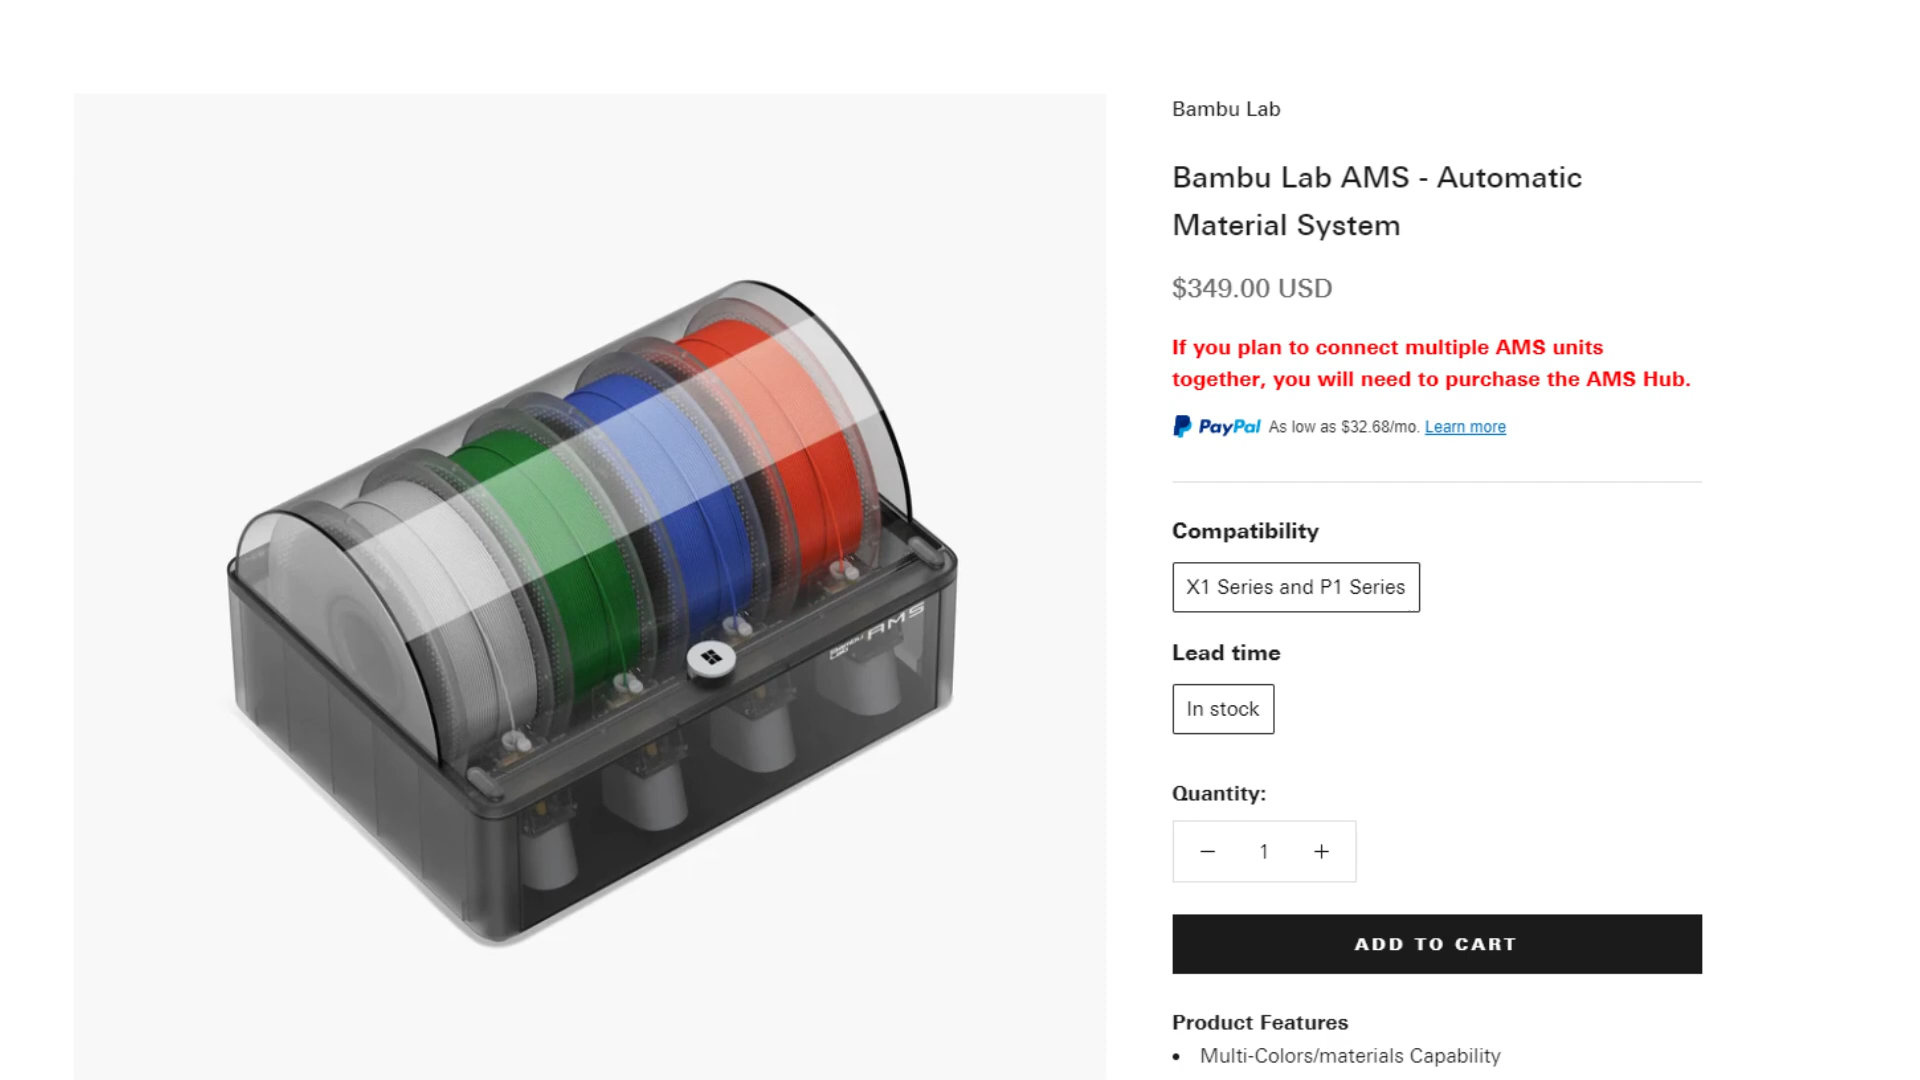 Bambu Lab
Bambu Lab AMS - Automatic
Material System
$349.00 USD
If you plan to connect multiple AMS units
together, you will need to purchase the AMS Hub.
PayPal As low as $32.68/mo. Learn more
Compatibility
X1 Series and P1 Series
Lead time
In stock
Quantity:
− 1 +
ADD TO CART
Product Features
• Multi-Colors/materials Capability
Bambu
Lab AMS